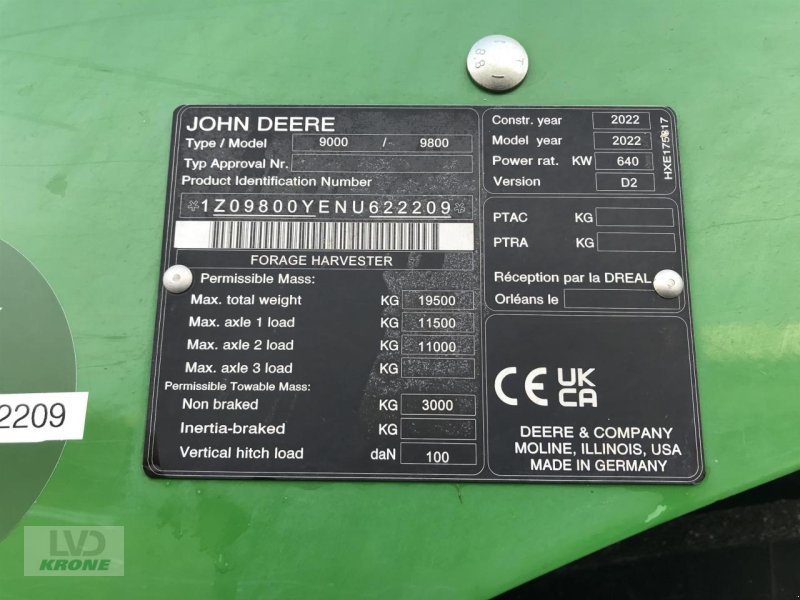 JOHN DEERE
Type / Model 9000 / 9800
Typ Approval Nr.
Product Identification Number
*1Z09800YENU622209*
FORAGE HARVESTER
Permissible Mass:
Max. total weight KG 19500
Max. axle 1 load KG 11500
Max. axle 2 load KG 11000
Max. axle 3 load KG
Permissible Towable Mass:
Non braked KG 3000
Inertia-braked KG
Vertical hitch load daN 100
Constr. year 2022
Model year 2022
Power rat. KW 640
Version D2
HXE175817
PTAC KG
PTRA KG
Réception par la DREAL
Orléans le
CE UK
CA
DEERE & COMPANY
MOLINE, ILLINOIS, USA
MADE IN GERMANY
2209
LVD
KRONE